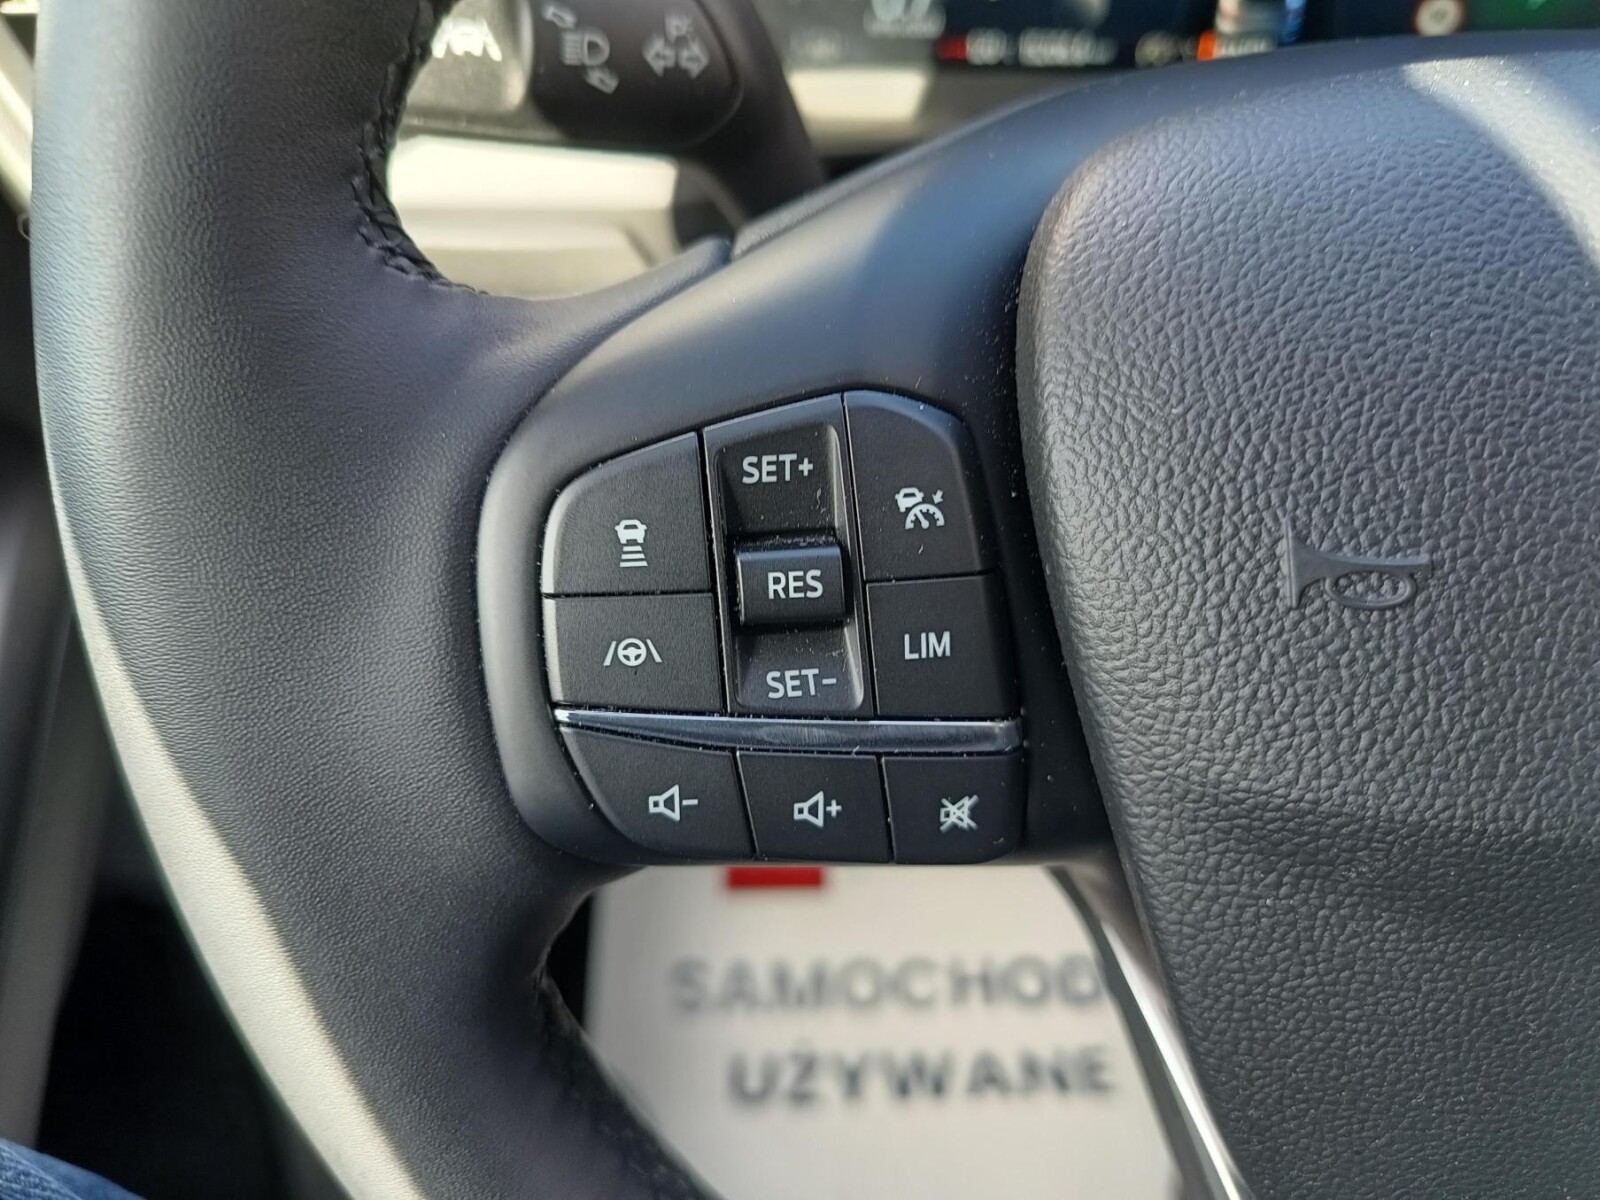 SET+
RES
LIM
SET-
SAMOCHOD
UŻYWANE